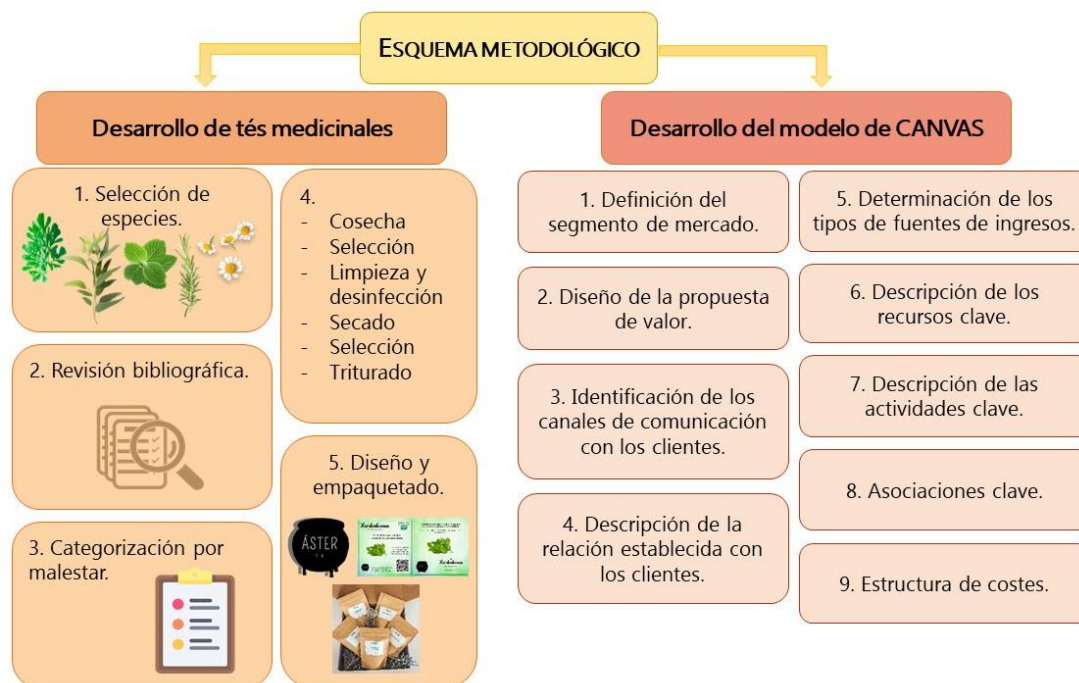 ESQUEMA METODOLÓGICO
Desarrollo de tés medicinales
1. Selección de
especies.
2. Revisión bibliográfica.
3. Categorización por
malestar.
4.
- Cosecha
- Selección
- Limpieza y
desinfección
- Secado
- Selección
- Triturado
5. Diseño y
empaquetado.
ÁSTER
Desarrollo del modelo de CANVAS
1. Definición del
segmento de mercado.
2. Diseño de la propuesta
de valor.
3. Identificación de los
canales de comunicación
con los clientes.
4. Descripción de la
relación establecida con
los clientes.
5. Determinación de los
tipos de fuentes de ingresos.
6. Descripción de los
recursos clave.
7. Descripción de las
actividades clave.
8. Asociaciones clave.
9. Estructura de costes.